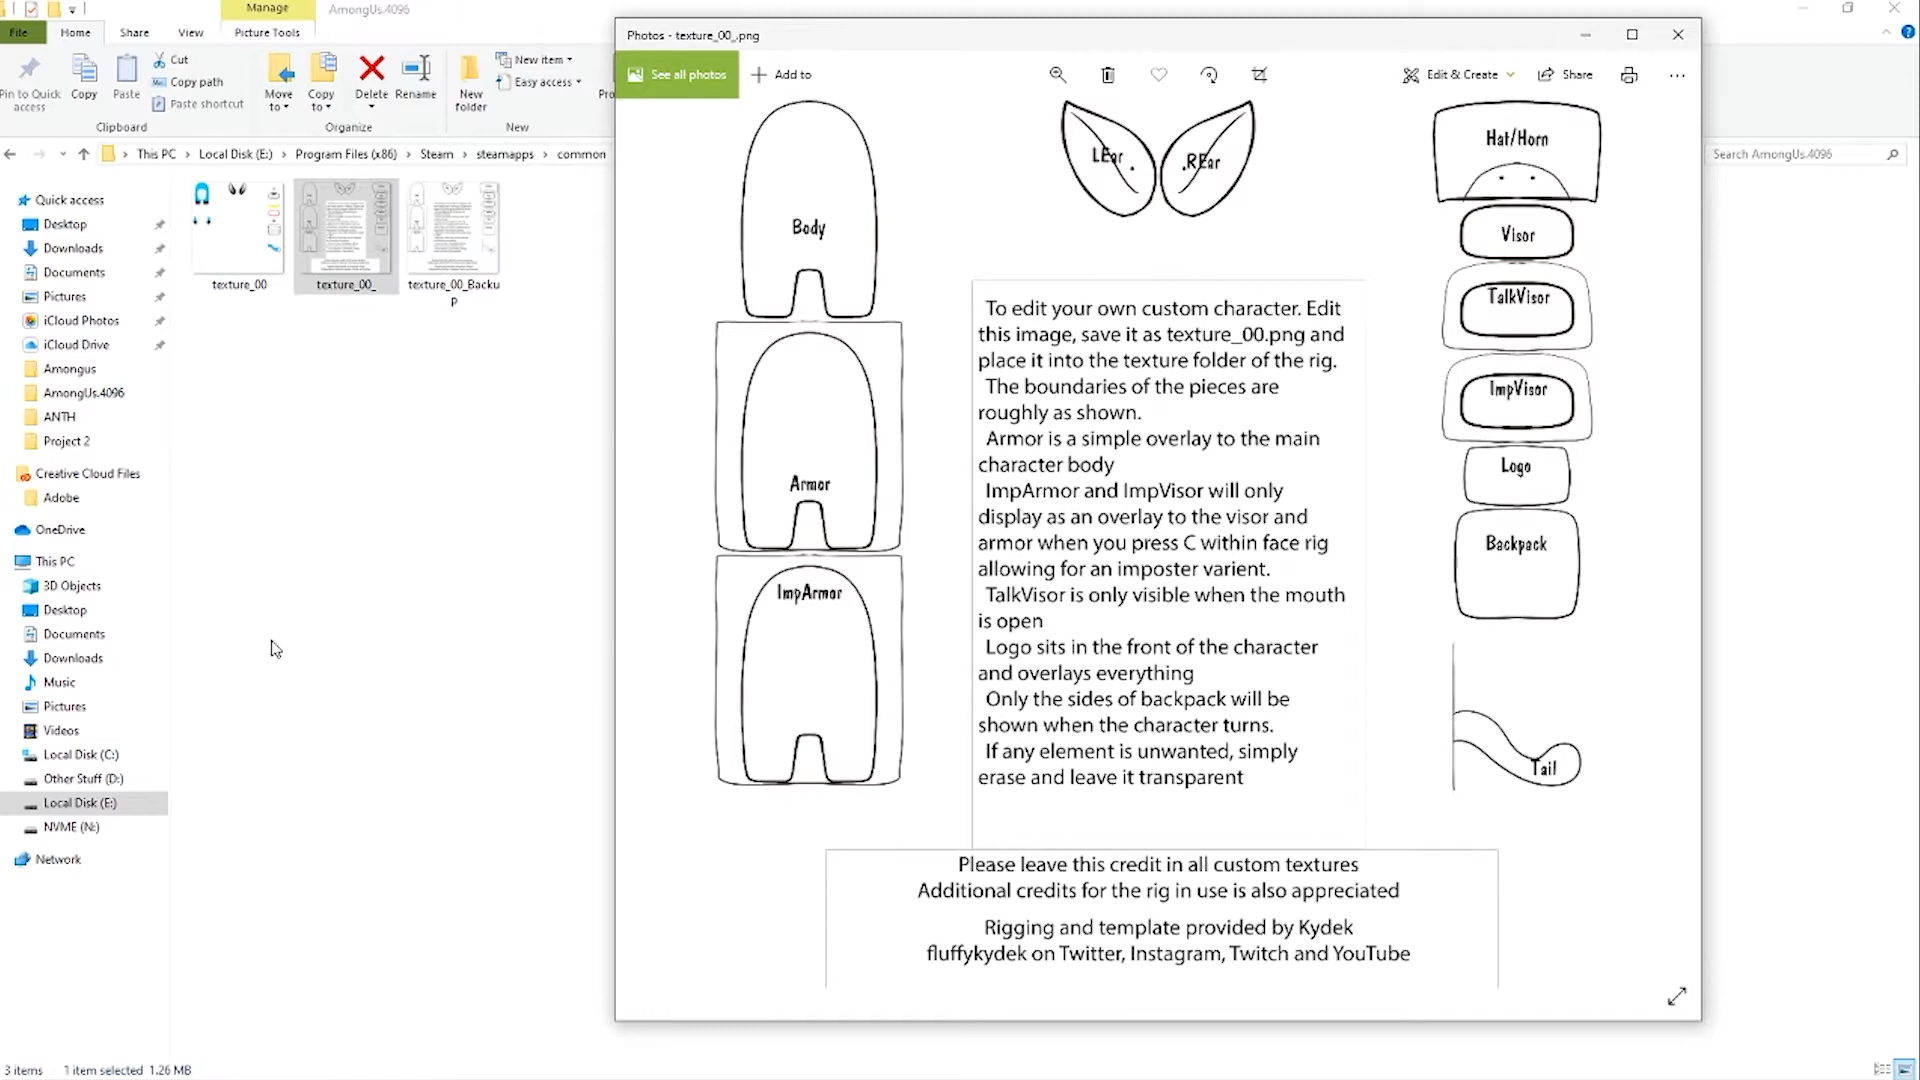 Manage
AmongUs.4096
File
Home
Share
View
Picture Tools
Pin to Quick
access
Copy
Paste
Cut
Copy path
Paste shortcut
Clipboard
Move
to
Copy
to
Delete
Rename
Organize
New
folder
New item
Easy access
New
This PC
Local Disk (E:)
Program Files (x86)
Steam
steamapps
common
Search AmongUs.4096
Quick access
Desktop
Downloads
Documents
Pictures
iCloud Photos
iCloud Drive
Amongus
AmongUs.4096
ANTH
Project 2
Creative Cloud Files
Adobe
OneDrive
This PC
3D Objects
Desktop
Documents
Downloads
Music
Pictures
Videos
Local Disk (C:)
Other Stuff (D:)
Local Disk (E:)
NVME (N:)
Network
texture_00
texture_00_
texture_00_Backu
p
3 items
1 item selected 1.26 MB
Photos - texture_00_.png
See all photos
Add to
Edit & Create
Share
Body
Armor
ImpArmor
LEar
REar
Hat/Horn
Visor
TalkVisor
ImpVisor
Logo
Backpack
Tail
To edit your own custom character. Edit
this image, save it as texture_00.png and
place it into the texture folder of the rig.
The boundaries of the pieces are
roughly as shown.
Armor is a simple overlay to the main
character body
ImpArmor and ImpVisor will only
display as an overlay to the visor and
armor when you press C within face rig
allowing for an imposter varient.
TalkVisor is only visible when the mouth
is open
Logo sits in the front of the character
and overlays everything
Only the sides of backpack will be
shown when the character turns.
If any element is unwanted, simply
erase and leave it transparent
Please leave this credit in all custom textures
Additional credits for the rig in use is also appreciated
Rigging and template provided by Kydek
fluffykydek on Twitter, Instagram, Twitch and YouTube